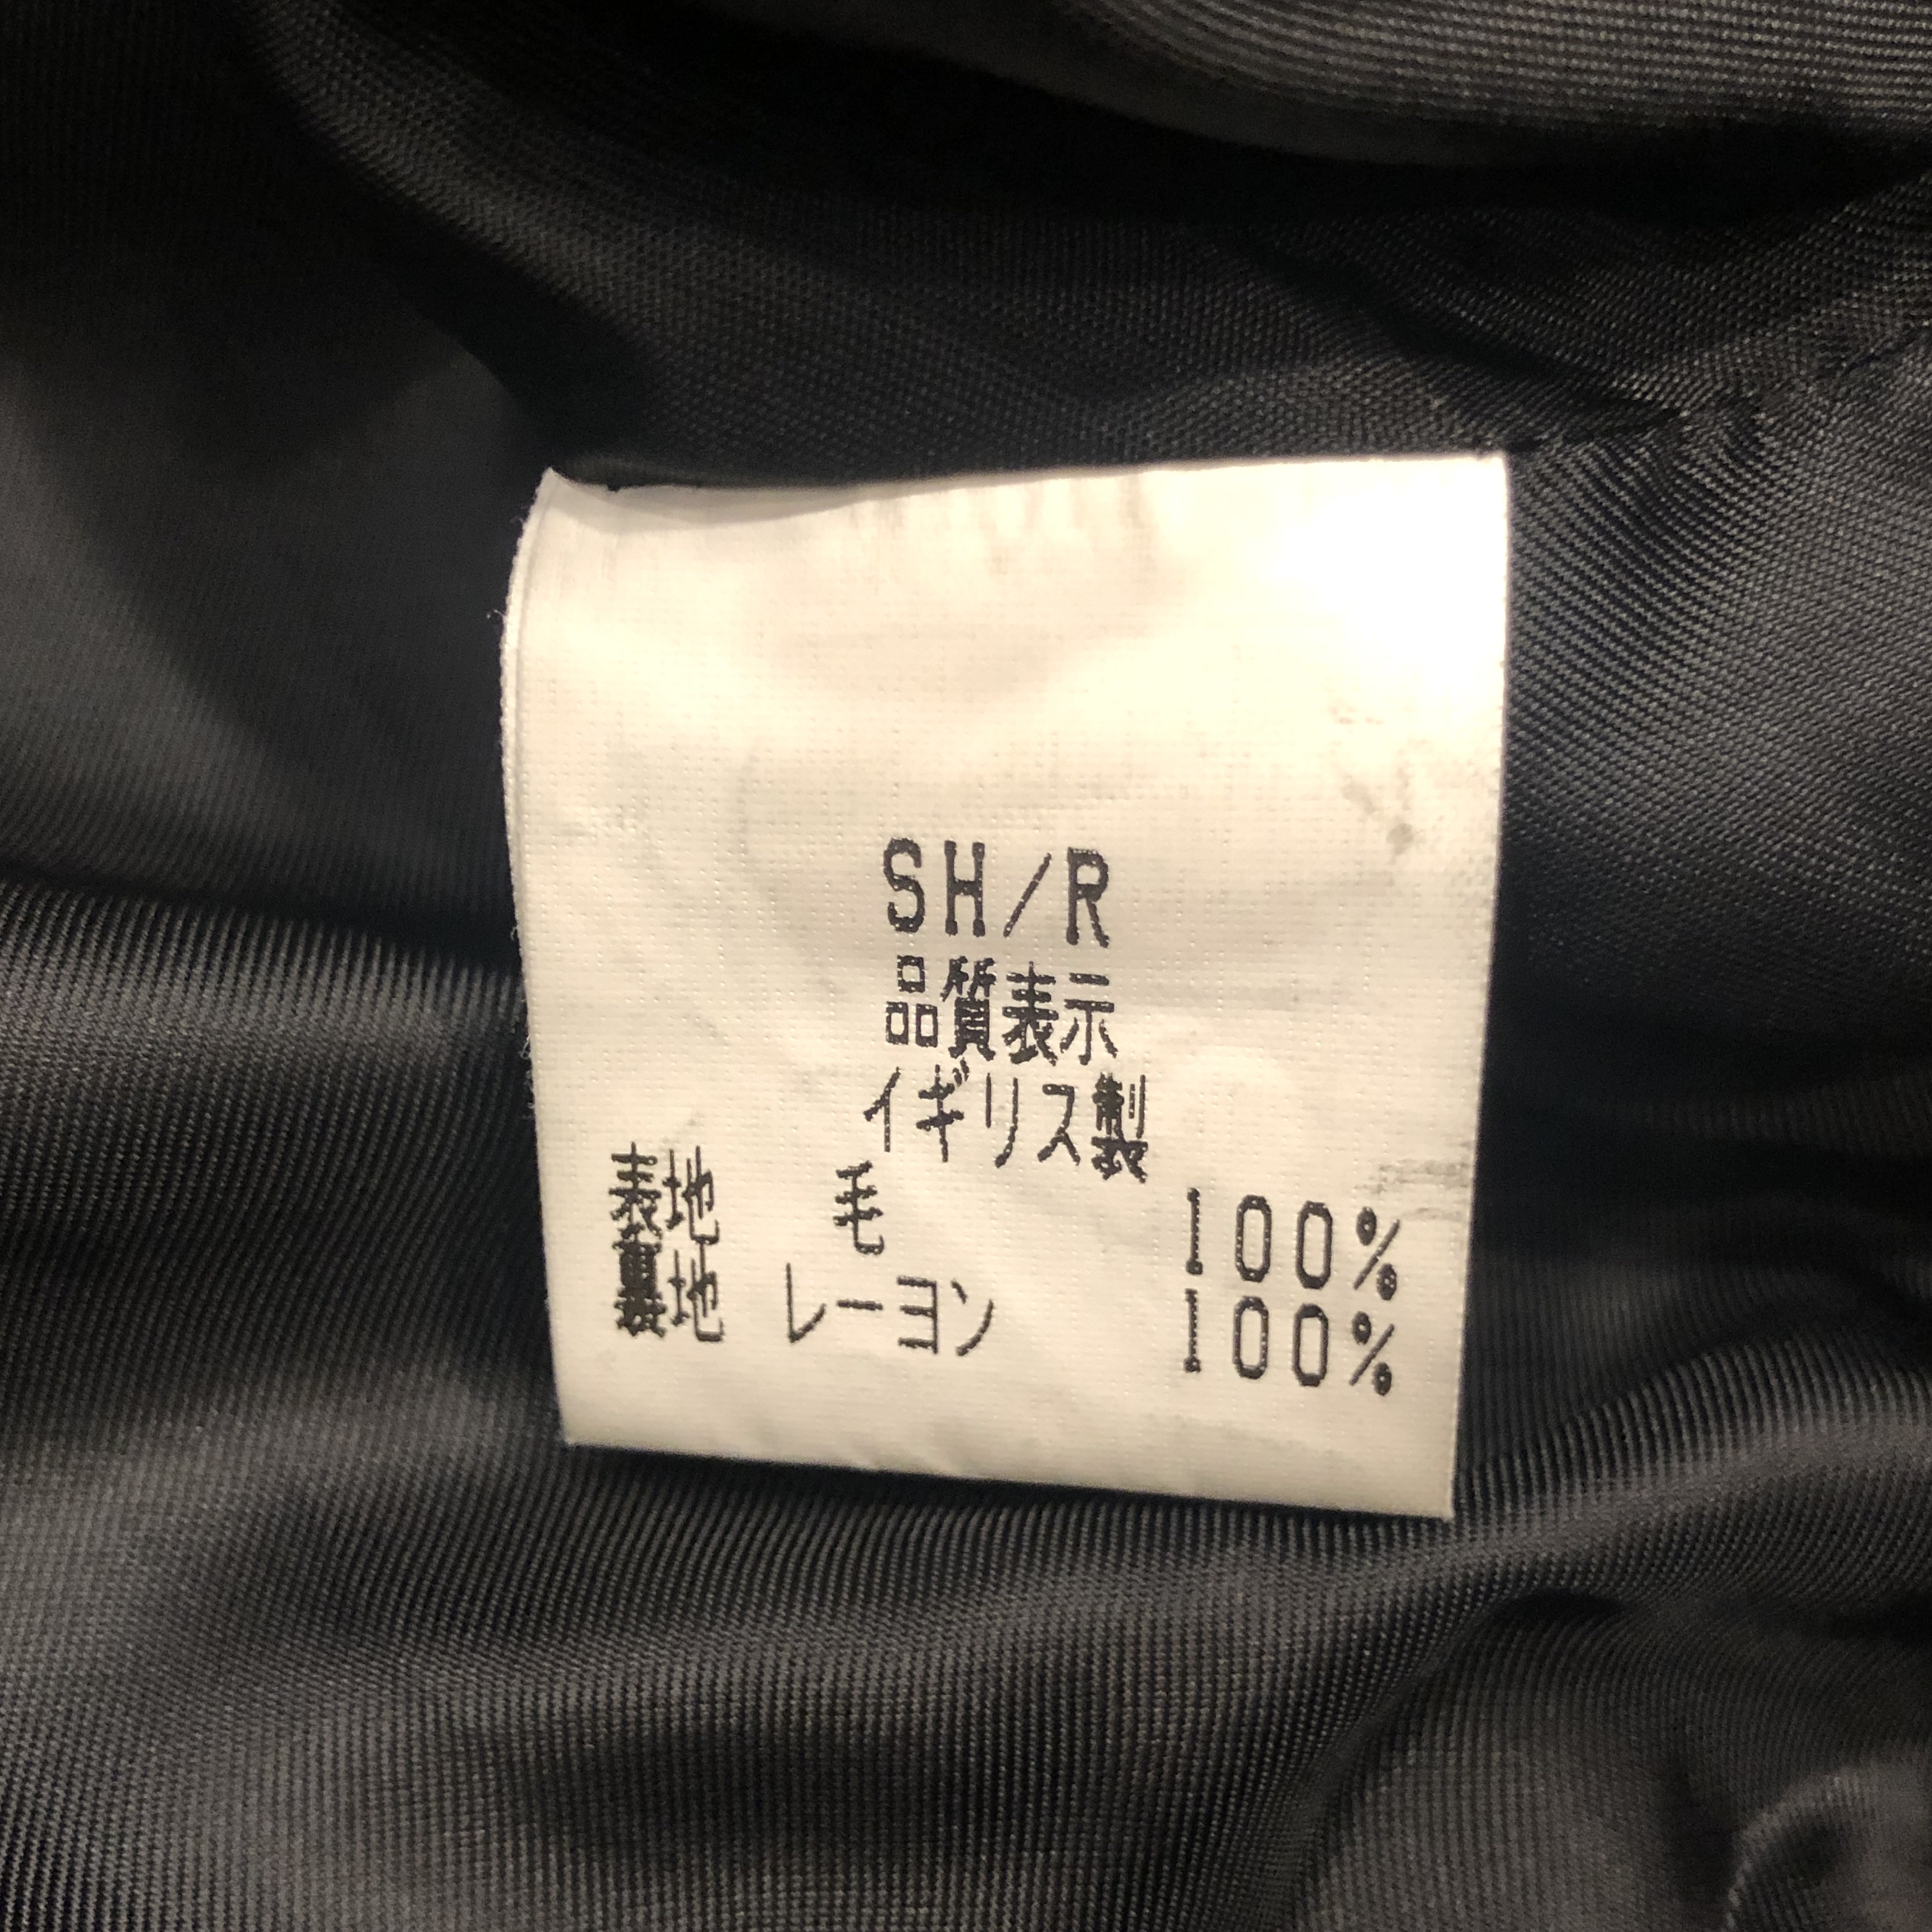 SH/R
品質表示
イギリス製
表地 毛 100%
裏地 レーヨン 100%